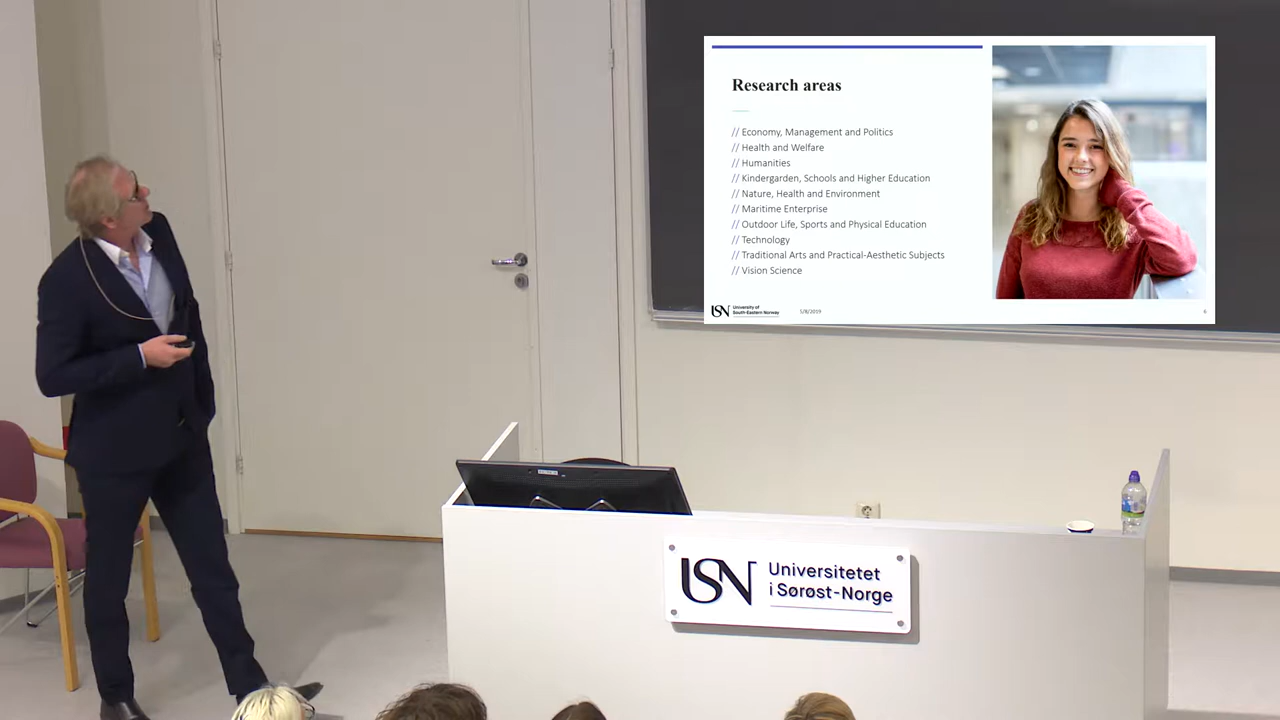 Research areas
// Economy, Management and Politics
// Health and Welfare
// Humanities
// Kindergarden, Schools and Higher Education
// Nature, Health and Environment
// Maritime Enterprise
// Outdoor Life, Sports and Physical Education
// Technology
// Traditional Arts and Practical-Aesthetic Subjects
// Vision Science
USN University of
South-Eastern Norway
5/8/2019
6
USN Universitetet
i Sørøst-Norge